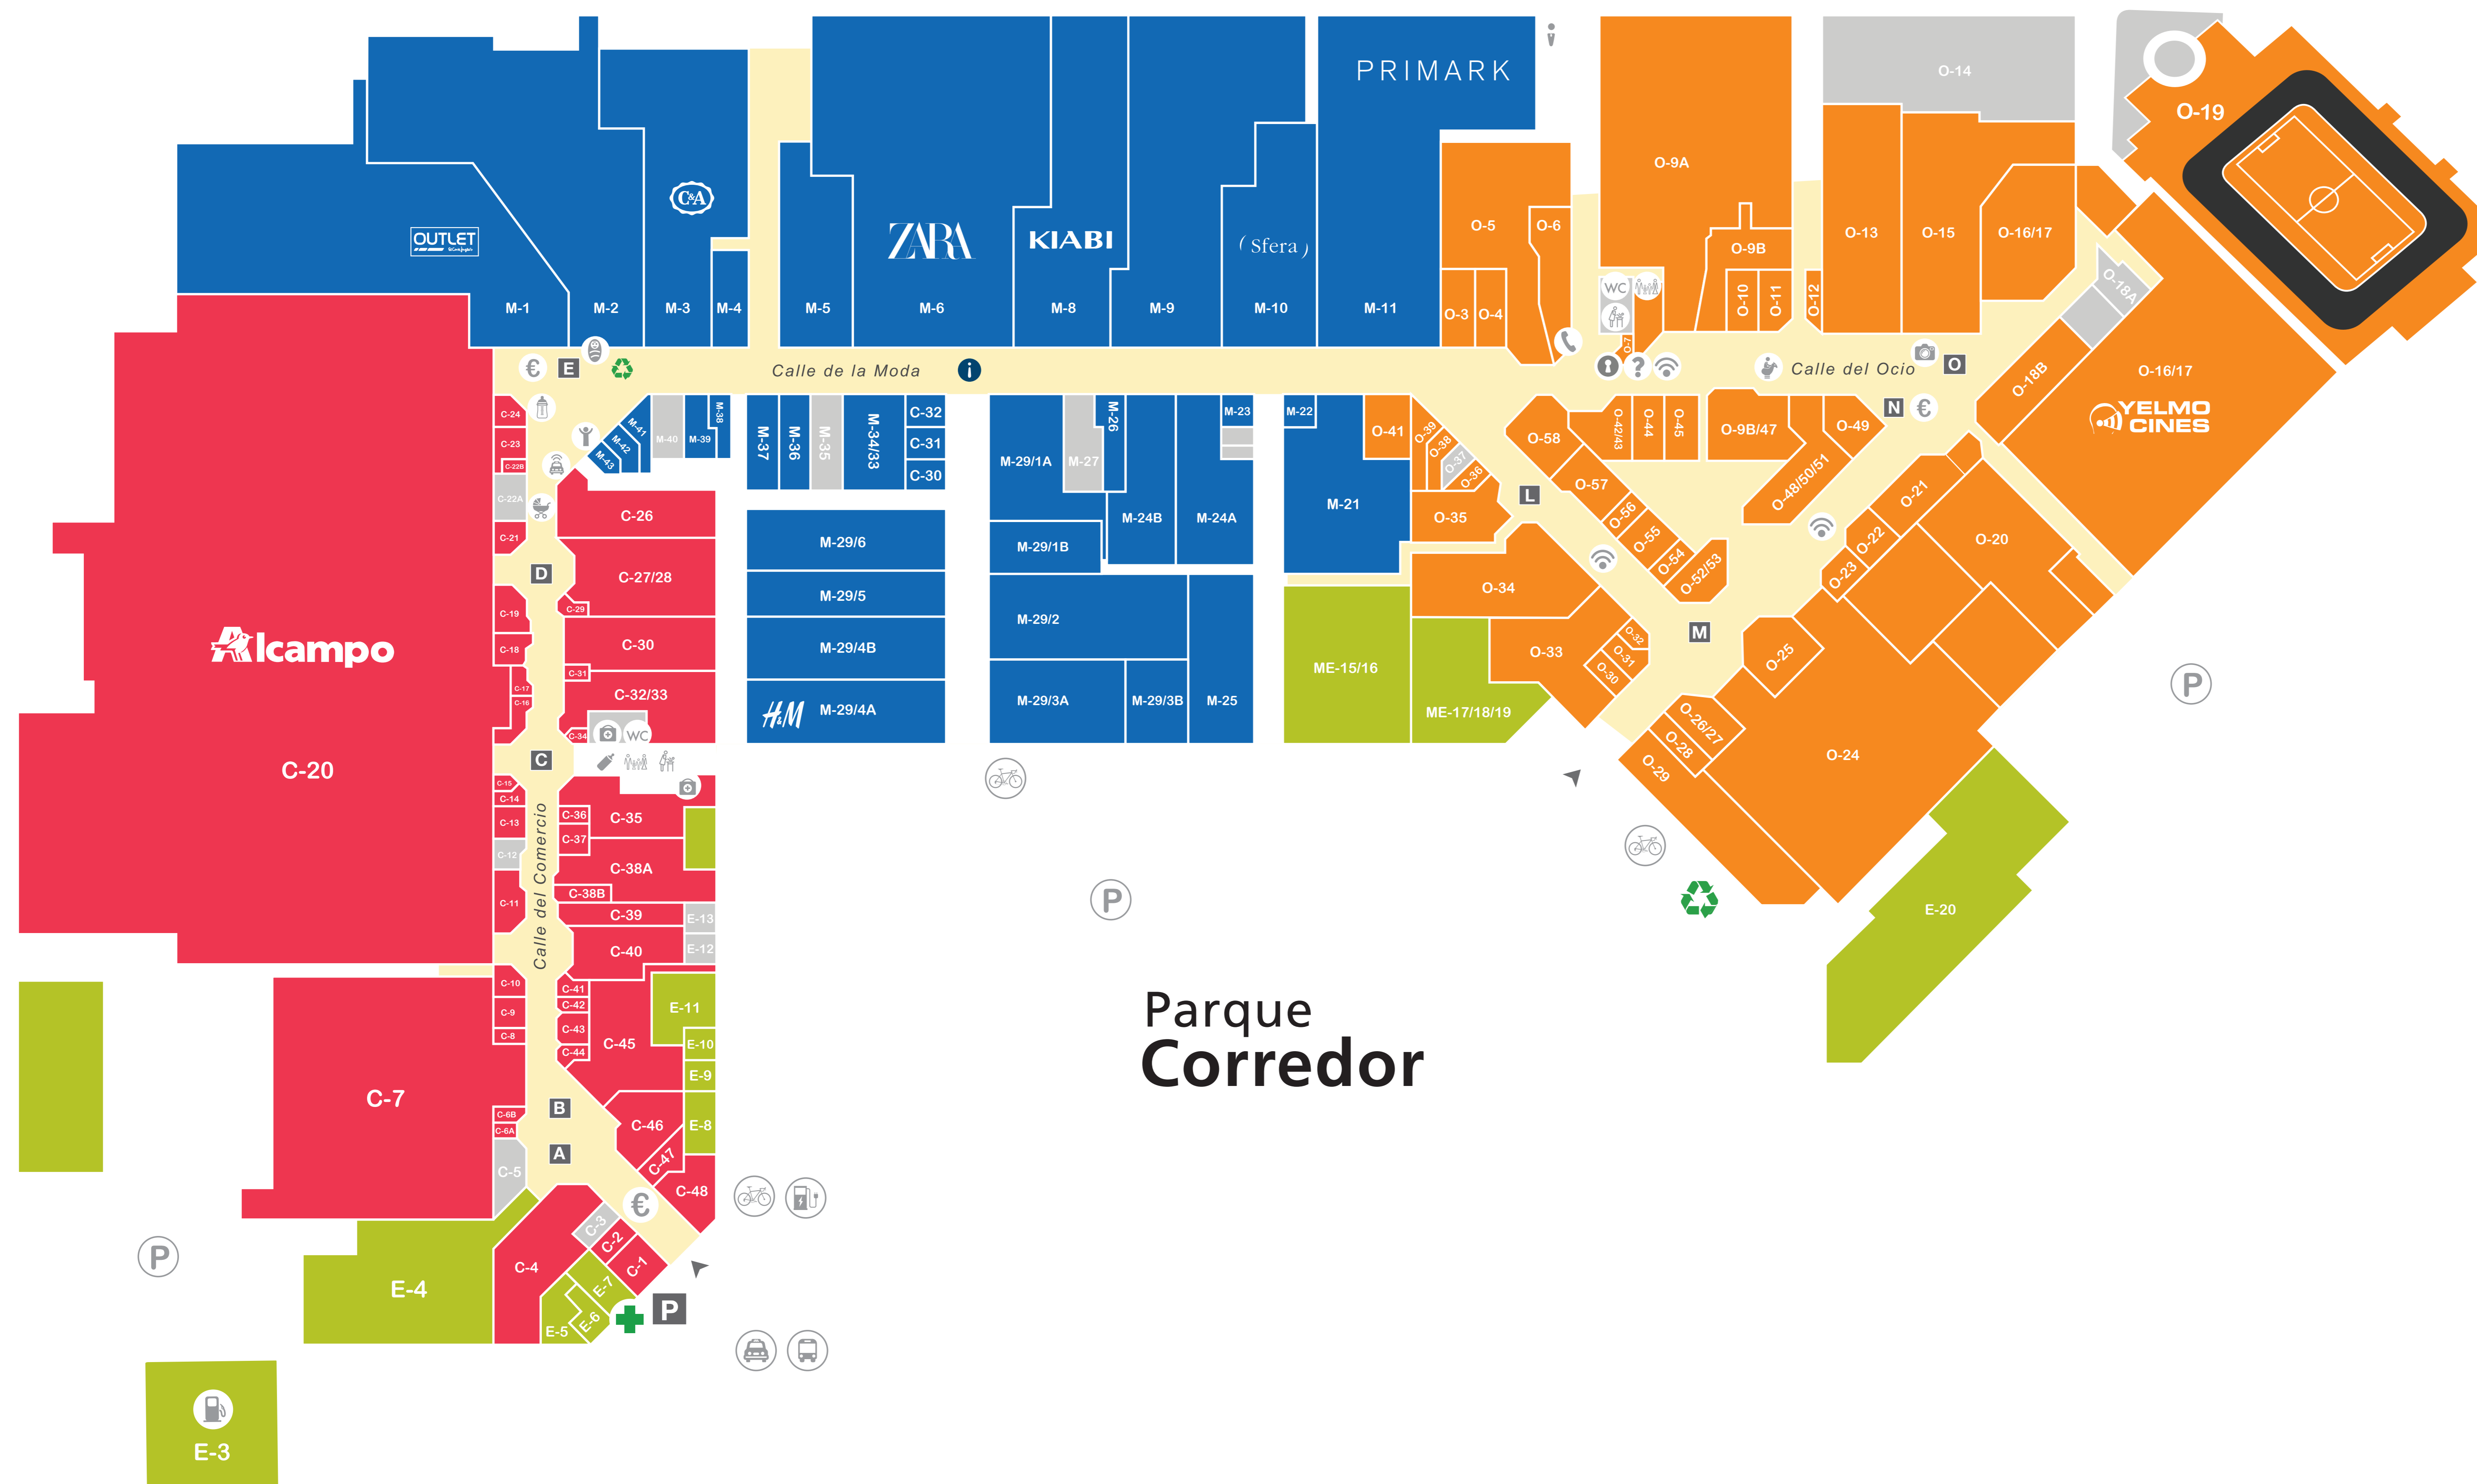 PRIMARK
C&A
OUTLET
ZARA
KIABI
Sfera
M-1
M-2
M-3
M-4
M-5
M-6
M-8
M-9
M-10
M-11
O-5
O-6
O-3
O-4
O-9A
O-9B
O-10
O-11
O-12
O-7
WC
O-13
O-14
O-15
O-16/17
O-18A
O-19
O-18B
O-16/17
YELMO
CINES
E
Calle de la Moda
i
Calle del Ocio
O
N
C-24
C-23
C-22B
C-22A
C-21
M-43
M-42
M-41
M-40
M-39
M-38
M-37
M-36
M-35
M-34/33
C-32
C-31
C-30
M-29/1A
M-27
M-26
M-24B
M-24A
M-23
M-22
M-21
M-29/1B
O-41
O-39
O-38
O-37
O-36
O-35
L
O-58
O-57
O-56
O-55
O-54
O-52/53
O-42/43
O-44
O-45
O-9B/47
O-49
O-48/50/51
O-21
O-22
O-23
O-20
C-26
D
C-27/28
C-29
C-19
C-18
C-30
C-31
C-17
C-16
C-32/33
C-34
WC
C
Alcampo
C-20
M-29/6
M-29/5
M-29/4B
H&M
M-29/4A
M-29/2
M-29/3A
M-29/3B
M-25
ME-15/16
ME-17/18/19
O-34
O-33
O-32
O-31
O-30
M
O-25
O-26/27
O-28
O-29
O-24
P
E-20
C-15
C-14
C-13
C-12
C-11
Calle del Comercio
C-35
C-36
C-37
C-38A
C-38B
C-39
C-40
E-13
E-12
P
C-10
C-9
C-8
C-7
C-6B
C-6A
C-5
C-41
C-42
C-43
C-44
C-45
E-11
E-10
E-9
E-8
B
A
C-46
C-47
C-48
Parque
Corredor
P
E-4
C-4
C-3
C-2
C-1
E-7
E-6
E-5
P
E-3